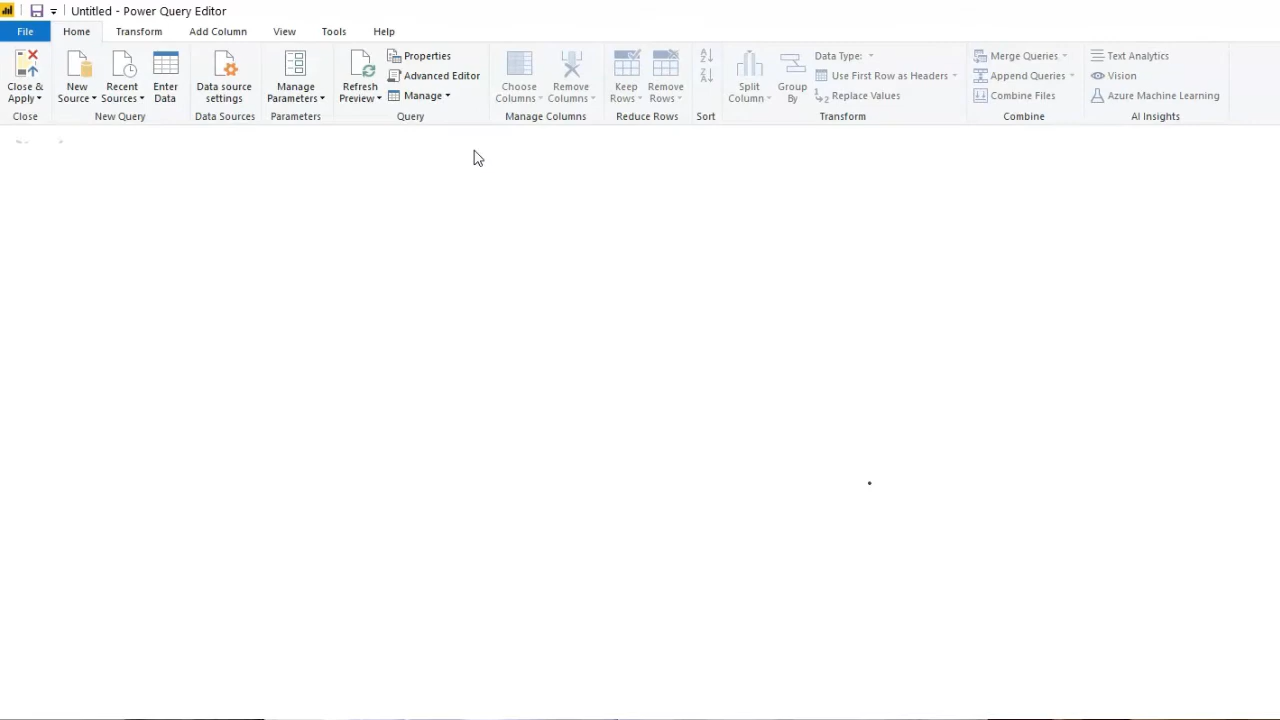 Untitled - Power Query Editor
File Home Transform Add Column View Tools Help
Close & Apply
Close
New Source
Recent Sources
Enter Data
New Query
Data source settings
Data Sources
Manage Parameters
Parameters
Refresh Preview
Properties
Advanced Editor
Manage
Query
Choose Columns
Remove Columns
Manage Columns
Keep Rows
Remove Rows
Reduce Rows
A
Z
Z
A
Sort
Split Column
Group By
Data Type:
Use First Row as Headers
1
2
Replace Values
Transform
Merge Queries
Append Queries
Combine Files
Combine
Text Analytics
Vision
Azure Machine Learning
AI Insights